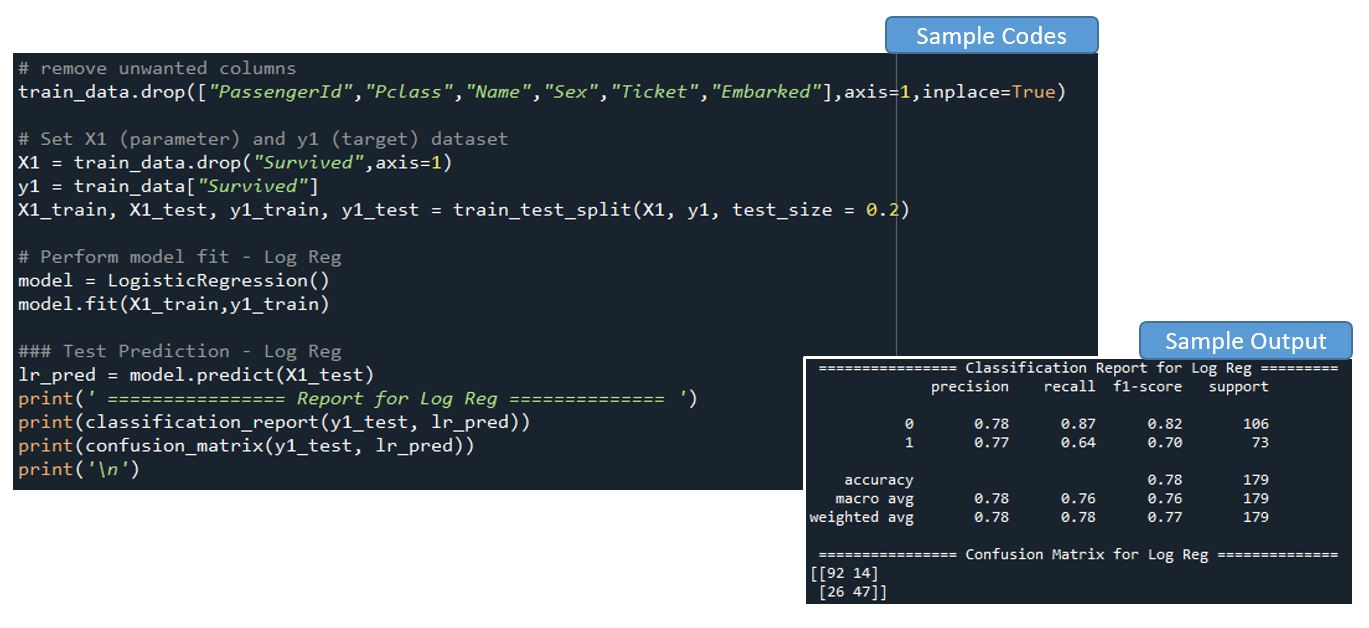 Sample Codes
# remove unwanted columns
train_data.drop(["PassengerId","Pclass","Name","Sex","Ticket","Embarked"],axis=1,inplace=True)
# Set X1 (parameter) and y1 (target) dataset
X1 = train_data.drop("Survived",axis=1)
y1 = train_data["Survived"]
X1_train, X1_test, y1_train, y1_test = train_test_split(X1, y1, test_size = 0.2)
# Perform model fit - Log Reg
model = LogisticRegression()
model.fit(X1_train,y1_train)
### Test Prediction - Log Reg
lr_pred = model.predict(X1_test)
print(' ================ Report for Log Reg ============== ')
print(classification_report(y1_test, lr_pred))
print(confusion_matrix(y1_test, lr_pred))
print('\n')
Sample Output
================ Classification Report for Log Reg =========
precision recall f1-score support
0 0.78 0.87 0.82 106
1 0.77 0.64 0.70 73
accuracy 0.78 179
macro avg 0.78 0.76 0.76 179
weighted avg 0.78 0.78 0.77 179
================ Confusion Matrix for Log Reg ==============
[[92 14]
[26 47]]